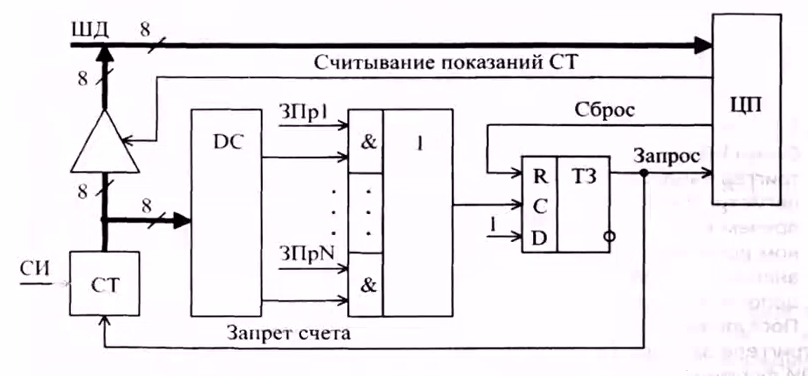 ШД
8
8
Считывание показаний СТ
ЦП
Сброс
Запрос
DC
ЗПр1
&
1
R
ТЗ
C
D
1
8
8
ЗПрN
&
СИ
СТ
Запрет счета